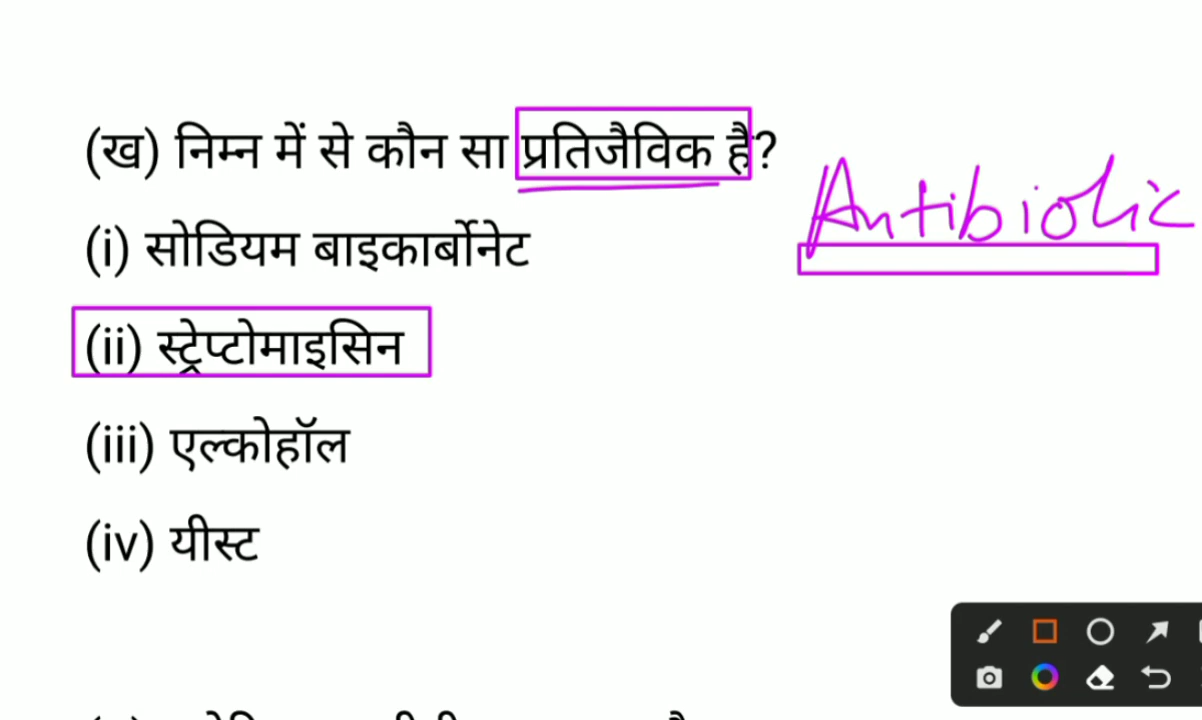 (ख) निम्न में से कौन सा प्रतिजैविक है?
Antibiotic
(i) सोडियम बाइकार्बोनेट
(ii) स्ट्रेप्टोमाइसिन
(iii) एल्कोहॉल
(iv) यीस्ट